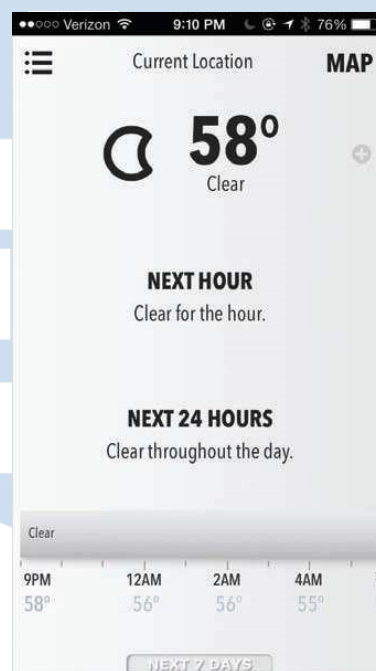 Verizon 9:10 PM 76%
Current Location MAP
58°
Clear
NEXT HOUR
Clear for the hour.
NEXT 24 HOURS
Clear throughout the day.
Clear
9PM 12AM 2AM 4AM
58° 56° 56° 55°
NEXT 7 DAYS